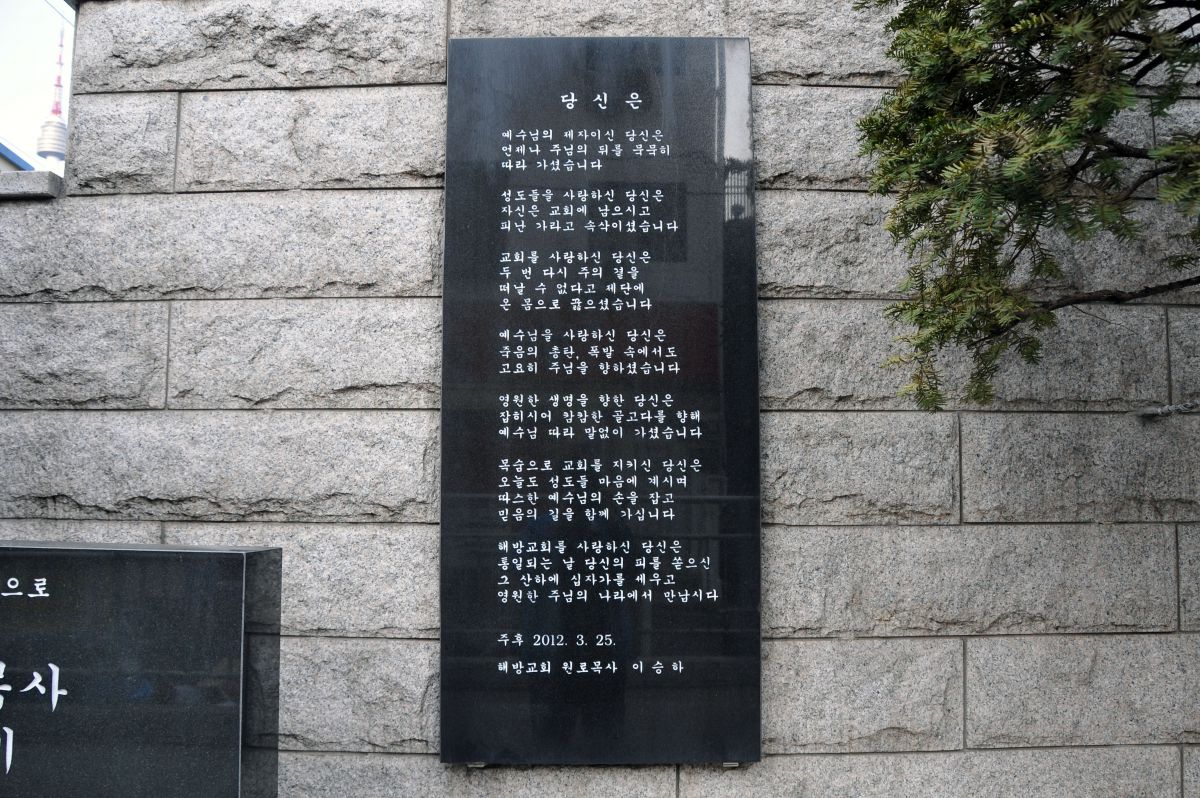 당신은
예수님의 제자이신 당신은
언제나 주님의 뒤를 묵묵히
따라 가셨습니다
성도들을 사랑하신 당신은
자신은 교회에 남으시고
피난 가라고 속삭이셨습니다
교회를 사랑하신 당신은
두 번 다시 주의 곁을
떠날 수 없다고 제단에
온 몸으로 꿇으셨습니다
예수님을 사랑하신 당신은
죽음의 총탄, 폭발 속에서도
고요히 주님을 향하셨습니다
영원한 생명을 향한 당신은
잡히시어 캄캄한 골고다를 향해
예수님 따라 말없이 가셨습니다
목숨으로 교회를 지키신 당신은
오늘도 성도들 마음에 계시며
따스한 예수님의 손을 잡고
믿음의 길을 함께 가십니다
해방교회를 사랑하신 당신은
통일되는 날 당신의 피를 쏟으신
그 산하에 십자가를 세우고
영원한 주님의 나라에서 만납시다
주후 2012. 3. 25.
해방교회 원로목사 이승하
으로
목사